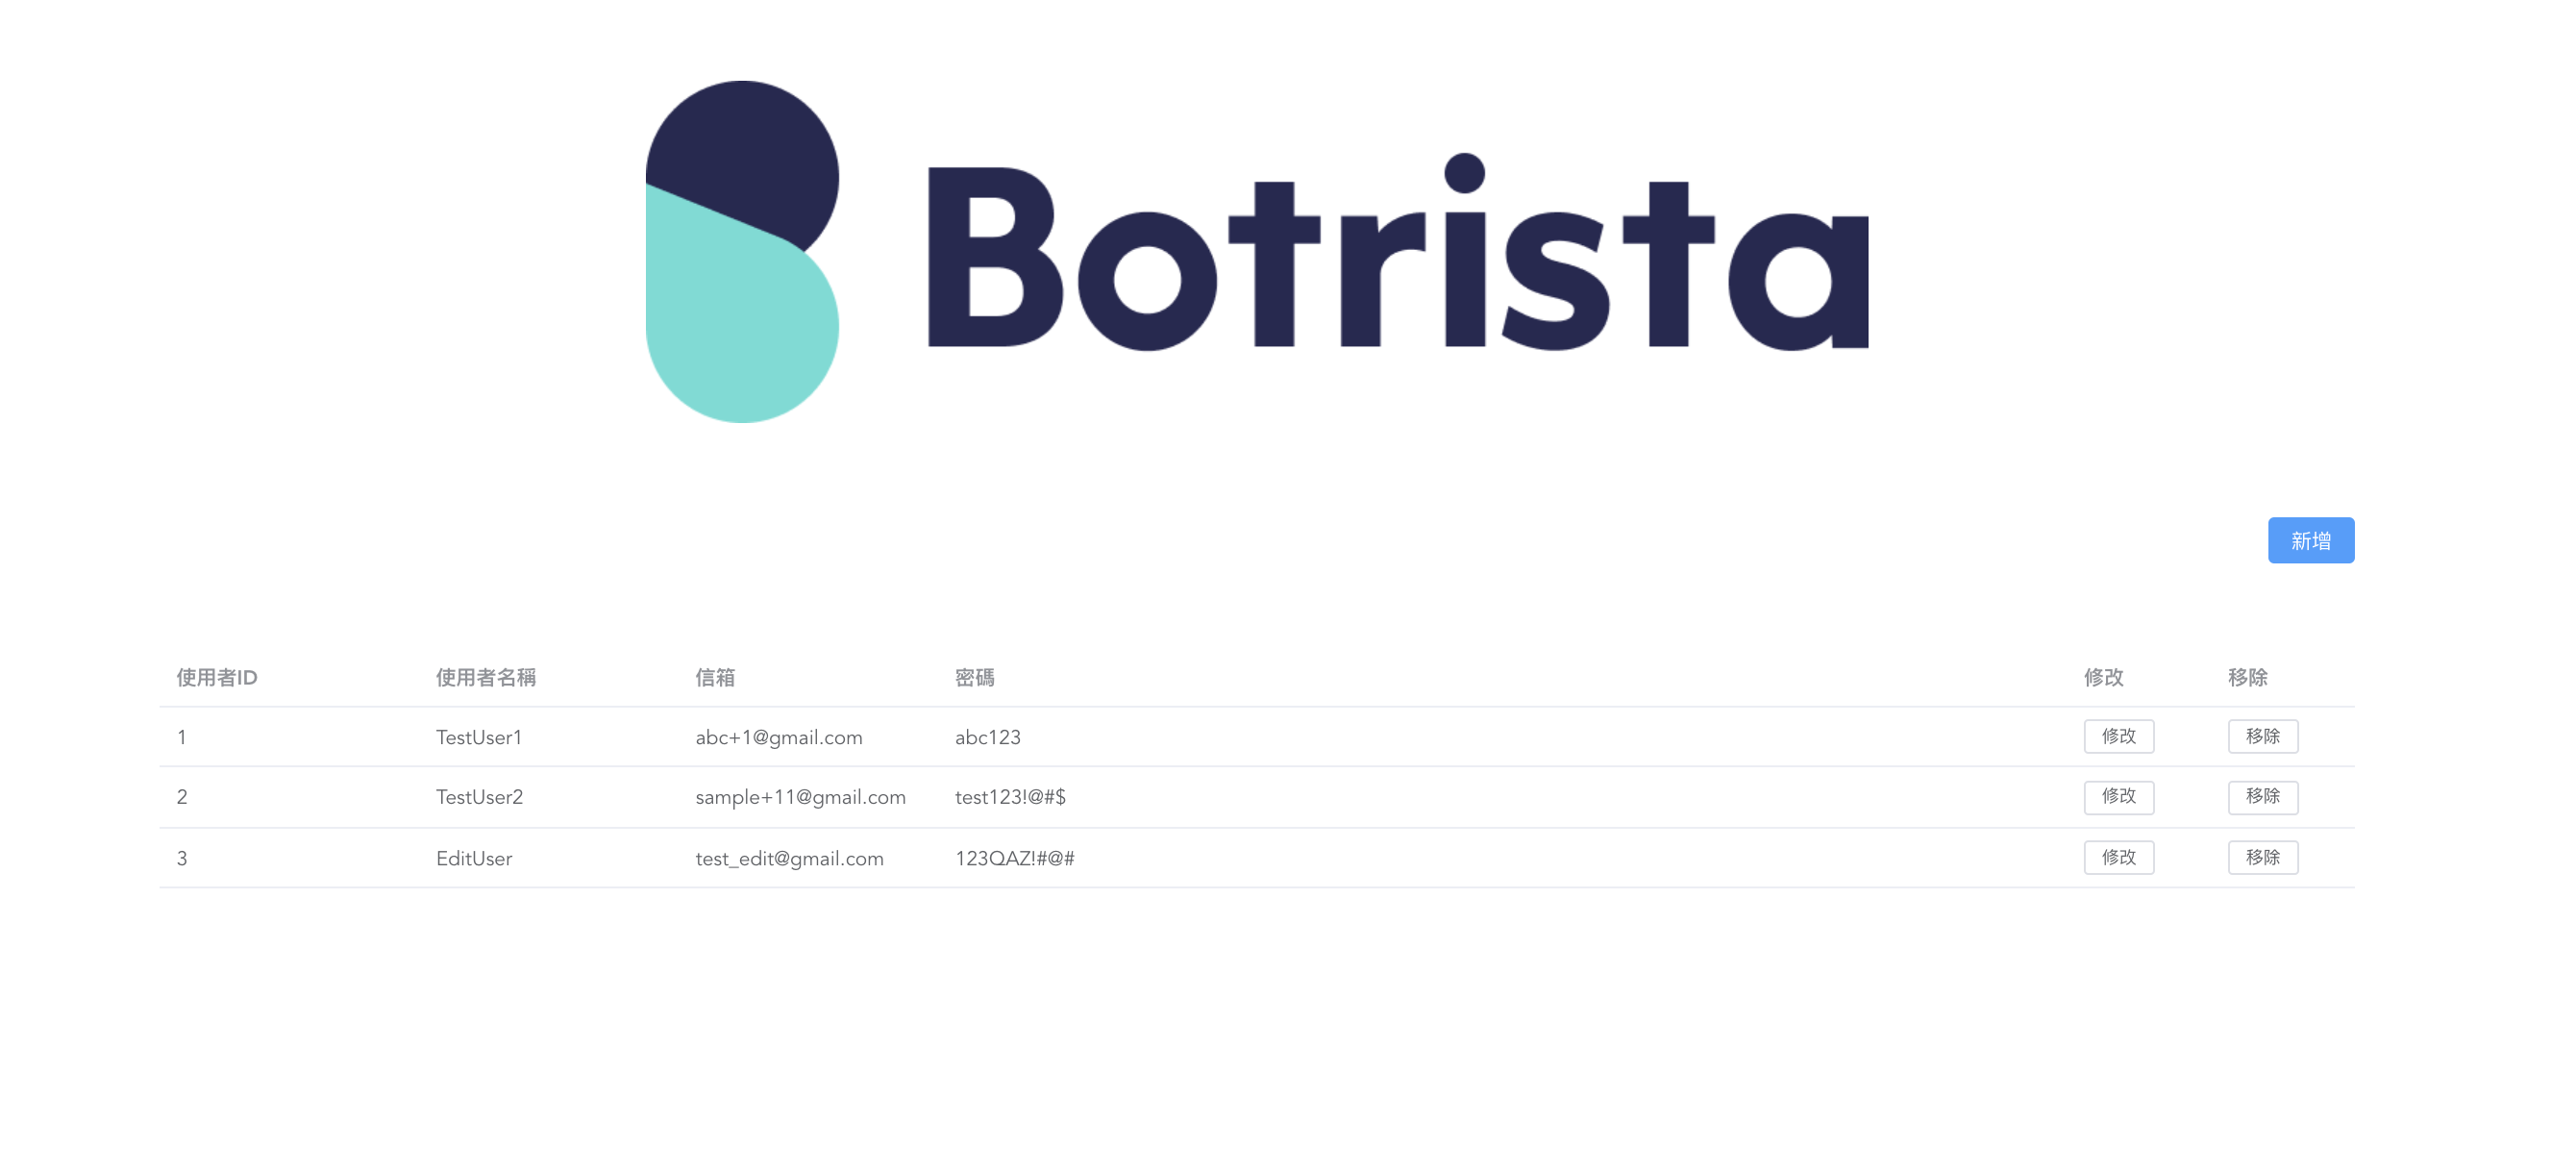 Botrista
新增
使用者ID 使用者名稱 信箱 密碼 修改 移除
1 TestUser1 abc+1@gmail.com abc123 修改 移除
2 TestUser2 sample+11@gmail.com test123!@#$ 修改 移除
3 EditUser test_edit@gmail.com 123QAZ!#@# 修改 移除